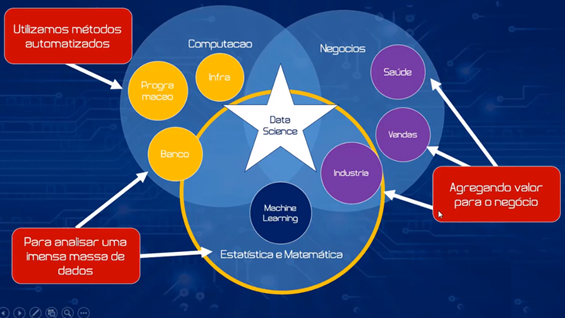 Utilizamos métodos
automatizados
Computacao
Negocios
Progra
mecao
Infra
Saúde
Data
Science
Vendas
Banco
Industria
Machine
Learning
Agregando valor
para o negócio
Para analisar uma
imensa massa de
dados
Estatística e Matemática